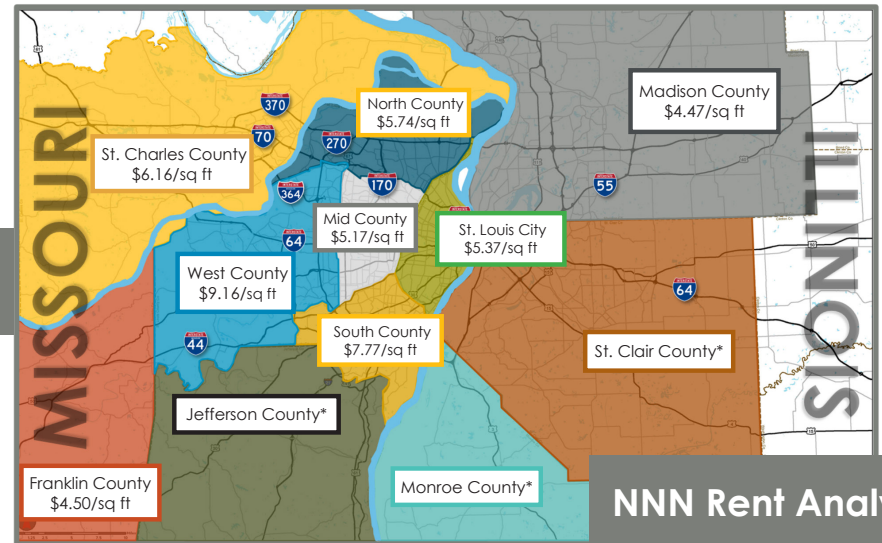 MISSOURI
ILLINOIS
North County
$5.74/sq ft
Madison County
$4.47/sq ft
370
70
270
St. Charles County
$6.16/sq ft
364
170
55
Mid County
$5.17/sq ft
St. Louis City
$5.37/sq ft
64
West County
$9.16/sq ft
64
South County
$7.77/sq ft
44
St. Clair County*
Jefferson County*
Franklin County
$4.50/sq ft
Monroe County*
NNN Rent Analy